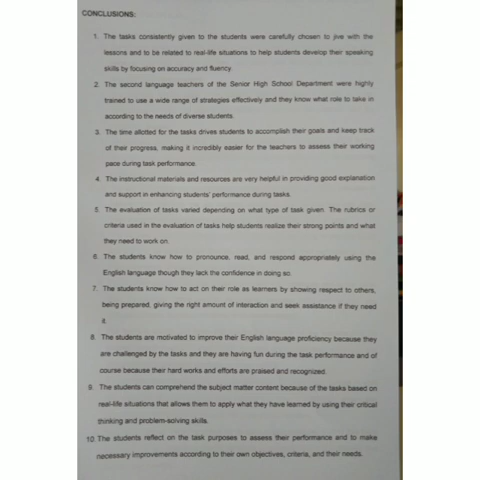 CONCLUSIONS:
1. The tasks consistently given to the students were carefully chosen to jive with the
lessons and to be related to real-life situations to help students develop their speaking
skills by focusing on accuracy and fluency.
2. The second language teachers of the Senior High School Department were highly
trained to use a wide range of strategies effectively and they know what role to take in
according to the needs of diverse students.
3. The time allotted for the tasks drives students to accomplish their goals and keep track
of their progress, making it incredibly easier for the teachers to assess their working
pace during task performance.
4. The instructional materials and resources are very helpful in providing good explanation
and support in enhancing students' performance during tasks.
5. The evaluation of tasks varied depending on what type of task given. The rubrics or
criteria used in the evaluation of tasks help students realize their strong points and what
they need to work on.
6. The students know how to pronounce, read, and respond appropriately using the
English language though they lack the confidence in doing so.
7. The students know how to act on their role as learners by showing respect to others,
being prepared, giving the right amount of interaction and seek assistance if they need
it.
8. The students are motivated to improve their English language proficiency because they
are challenged by the tasks and they are having fun during the task performance and of
course because their hard works and efforts are praised and recognized.
9. The students can comprehend the subject matter content because of the tasks based on
real-life situations that allows them to apply what they have learned by using their critical
thinking and problem-solving skills.
10. The students reflect on the task purposes to assess their performance and to make
necessary improvements according to their own objectives, criteria, and their needs.